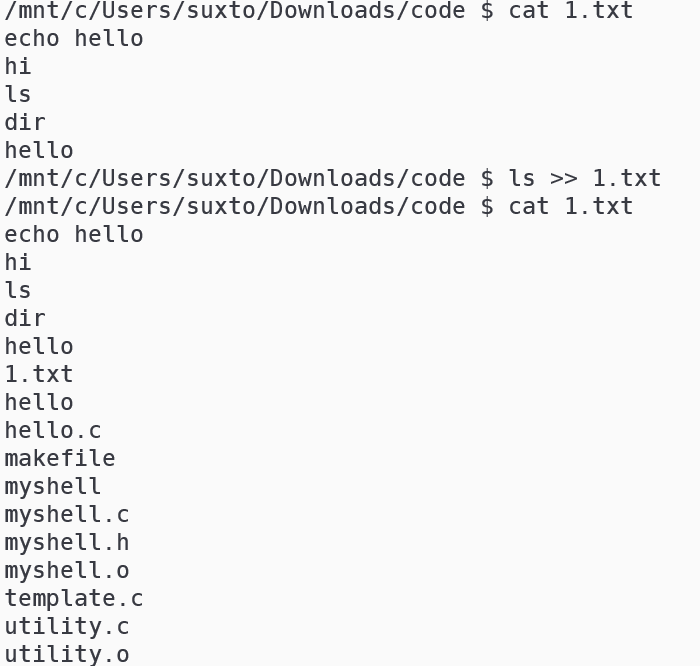 /mnt/c/Users/suxto/Downloads/code $ cat 1.txt
echo hello
hi
ls
dir
hello
/mnt/c/Users/suxto/Downloads/code $ ls >> 1.txt
/mnt/c/Users/suxto/Downloads/code $ cat 1.txt
echo hello
hi
ls
dir
hello
1.txt
hello
hello.c
makefile
myshell
myshell.c
myshell.h
myshell.o
template.c
utility.c
utility.o